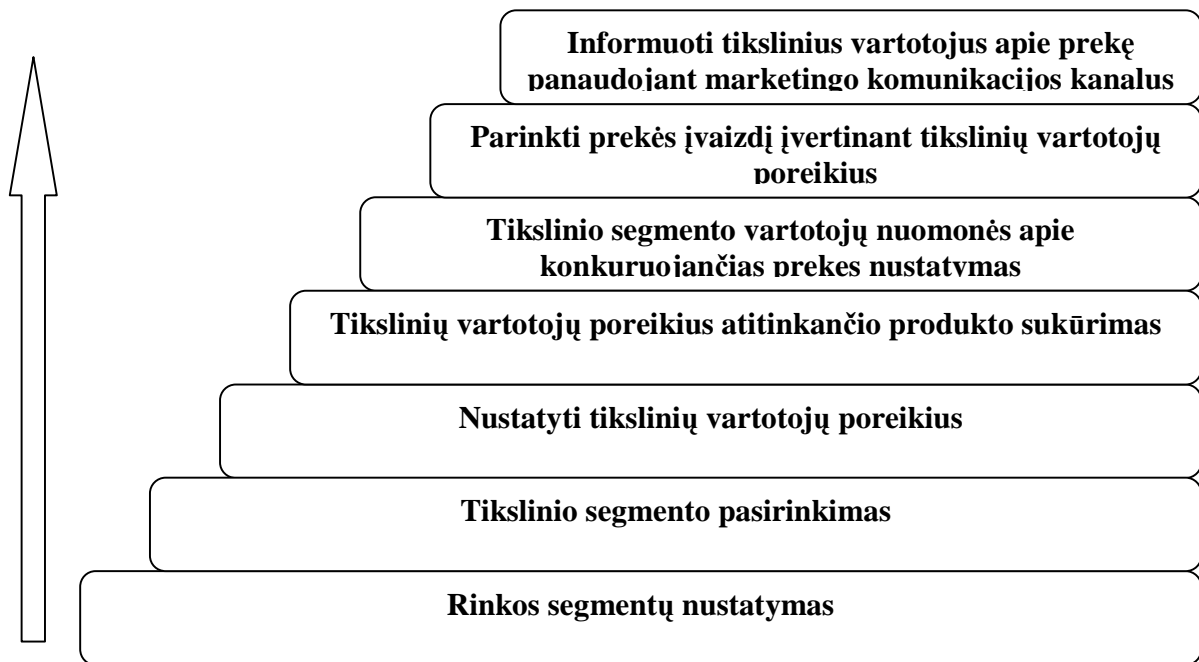 Informuoti tikslinius vartotojus apie prekę
panaudojant marketingo komunikacijos kanalus
Parinkti prekės įvaizdį įvertinant tikslinių vartotojų
poreikius
Tikslinio segmento vartotojų nuomonės apie
konkuruojančias prekes nustatymas
Tikslinių vartotojų poreikius atitinkančio produkto sukūrimas
Nustatyti tikslinių vartotojų poreikius
Tikslinio segmento pasirinkimas
Rinkos segmentų nustatymas